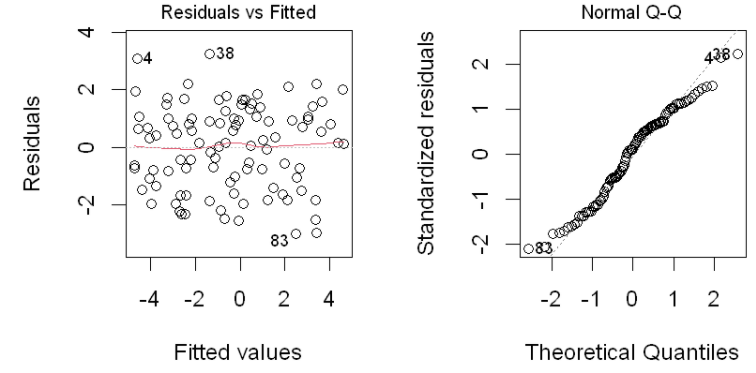 Residuals vs Fitted
Residuals
4
2
0
-2
4
38
83
-4 -2 0 2 4
Fitted values
Normal Q-Q
Standardized residuals
2
1
0
-1
-2
438
83
-2 -1 0 1 2
Theoretical Quantiles